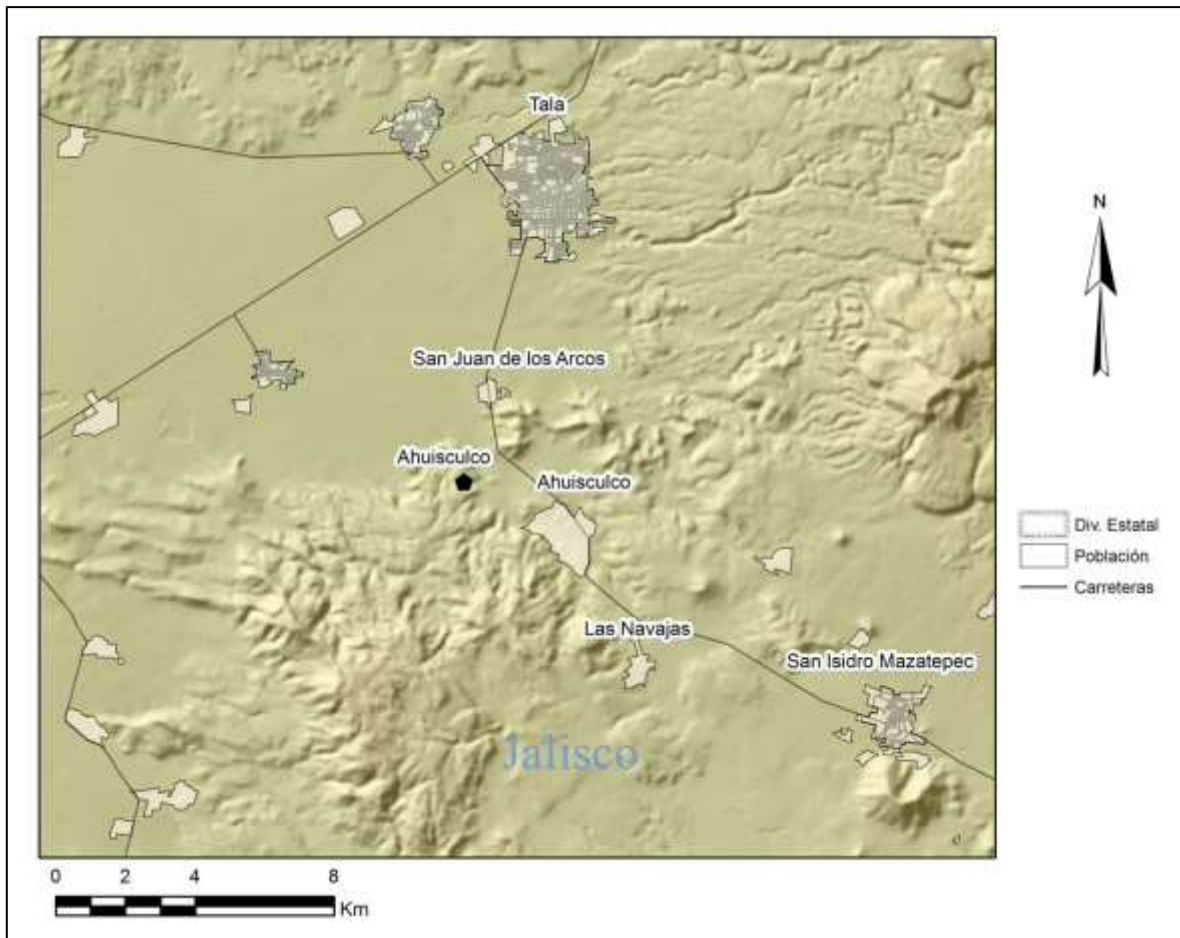 Tala
San Juan de los Arcos
Ahuisculco
Ahuisculco
Las Navajas
San Isidro Mazatepec
Jalisco
N
Div. Estatal
Población
Carreteras
0 2 4 8
Km